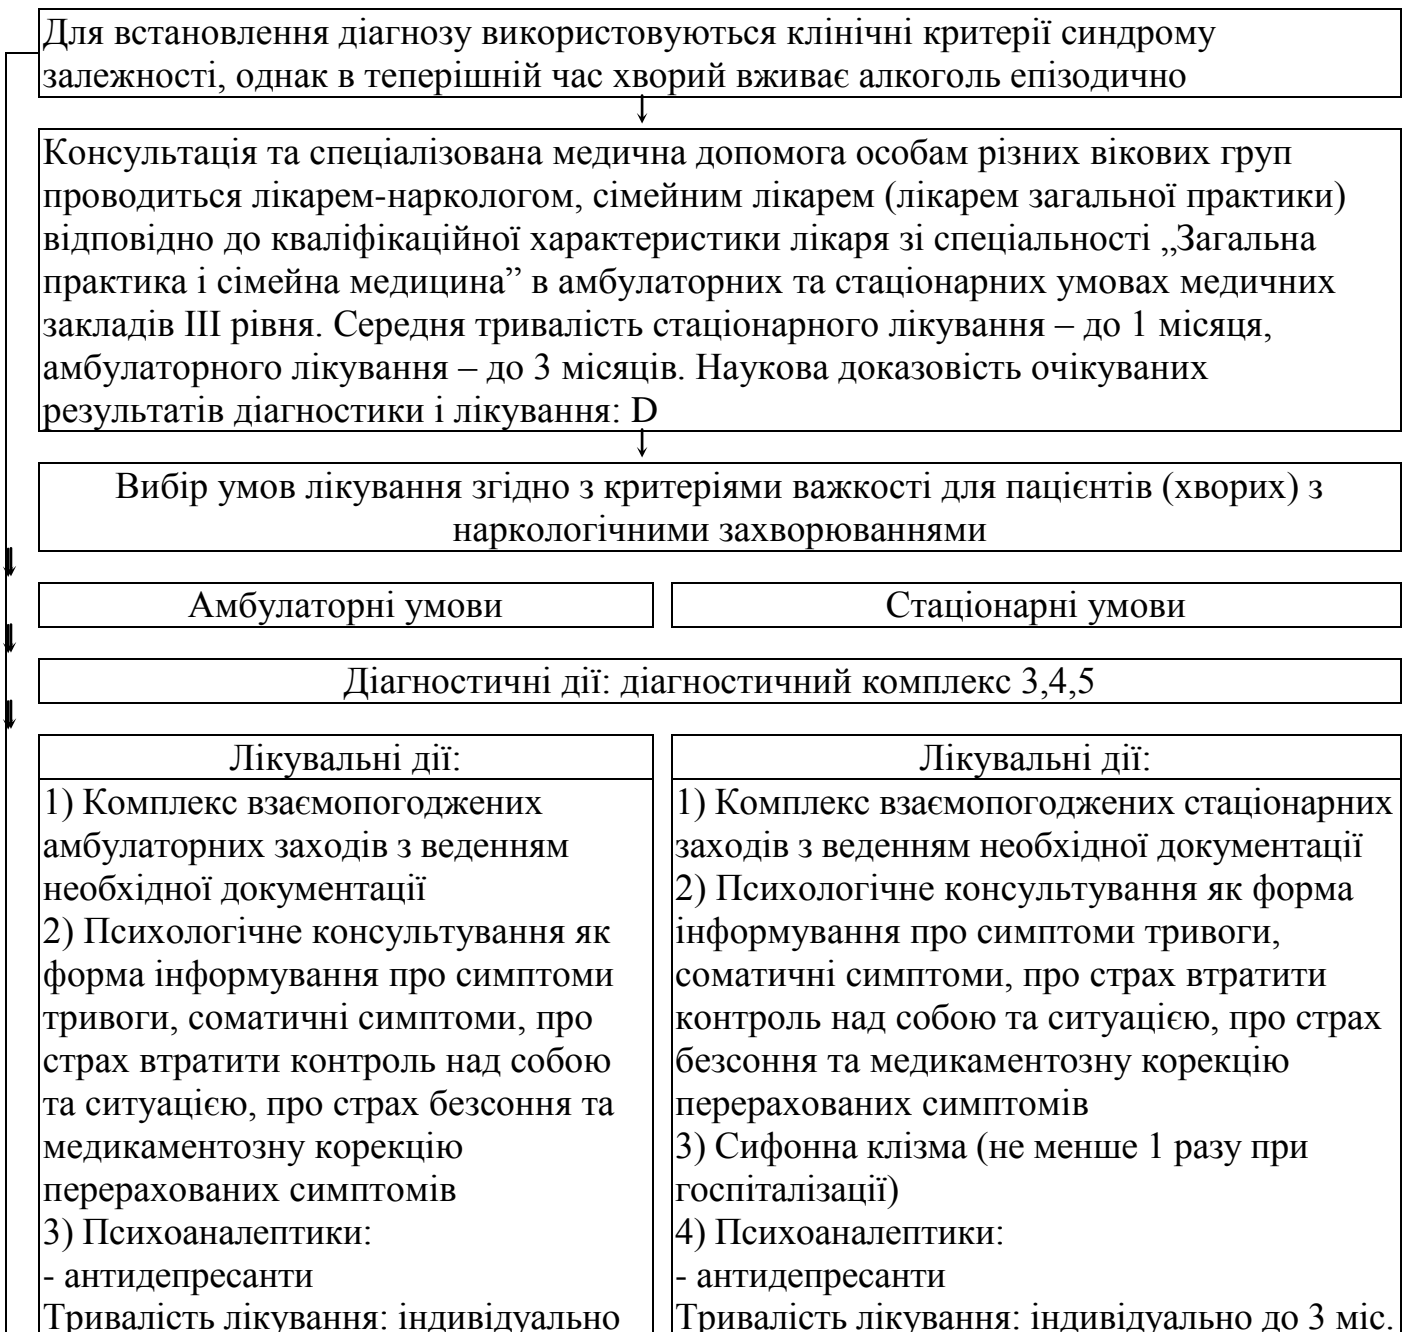 Для встановлення діагнозу використовуються клінічні критерії синдрому
залежності, однак в теперішній час хворий вживає алкоголь епізодично
Консультація та спеціалізована медична допомога особам різних вікових груп
проводиться лікарем-наркологом, сімейним лікарем (лікарем загальної практики)
відповідно до кваліфікаційної характеристики лікаря зі спеціальності „Загальна
практика і сімейна медицина” в амбулаторних та стаціонарних умовах медичних
закладів III рівня. Середня тривалість стаціонарного лікування – до 1 місяця,
амбулаторного лікування – до 3 місяців. Наукова доказовість очікуваних
результатів діагностики і лікування: D
Вибір умов лікування згідно з критеріями важкості для пацієнтів (хворих) з
наркологічними захворюваннями
Амбулаторні умови
Стаціонарні умови
Діагностичні дії: діагностичний комплекс 3,4,5
Лікувальні дії:
1) Комплекс взаємопогоджених
амбулаторних заходів з веденням
необхідної документації
2) Психологічне консультування як
форма інформування про симптоми
тривоги, соматичні симптоми, про
страх втратити контроль над собою
та ситуацією, про страх безсоння та
медикаментозну корекцію
перерахованих симптомів
3) Психоаналептики:
- антидепресанти
Тривалість лікування: індивідуально
Лікувальні дії:
1) Комплекс взаємопогоджених стаціонарних
заходів з веденням необхідної документації
2) Психологічне консультування як форма
інформування про симптоми тривоги,
соматичні симптоми, про страх втратити
контроль над собою та ситуацією, про страх
безсоння та медикаментозну корекцію
перерахованих симптомів
3) Сифонна клізма (не менше 1 разу при
госпіталізації)
4) Психоаналептики:
- антидепресанти
Тривалість лікування: індивідуально до 3 міс.